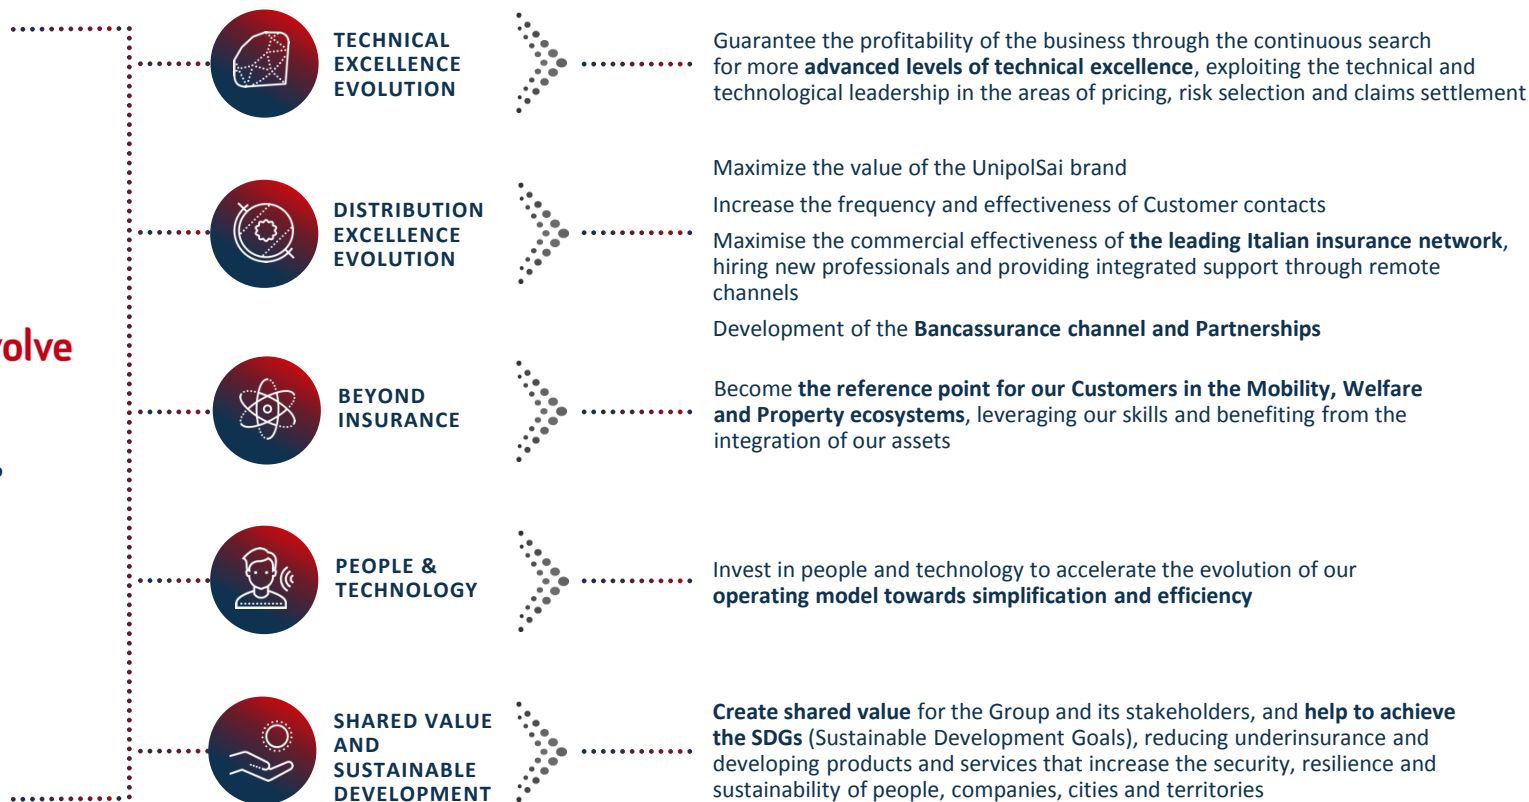 TECHNICAL
EXCELLENCE
EVOLUTION
Guarantee the profitability of the business through the continuous search
for more advanced levels of technical excellence, exploiting the technical and
technological leadership in the areas of pricing, risk selection and claims settlement
DISTRIBUTION
EXCELLENCE
EVOLUTION
Maximize the value of the UnipolSai brand
Increase the frequency and effectiveness of Customer contacts
Maximise the commercial effectiveness of the leading Italian insurance network,
hiring new professionals and providing integrated support through remote
channels
Development of the Bancassurance channel and Partnerships
BEYOND
INSURANCE
Become the reference point for our Customers in the Mobility, Welfare
and Property ecosystems, leveraging our skills and benefiting from the
integration of our assets
PEOPLE &
TECHNOLOGY
Invest in people and technology to accelerate the evolution of our
operating model towards simplification and efficiency
SHARED VALUE
AND
SUSTAINABLE
DEVELOPMENT
Create shared value for the Group and its stakeholders, and help to achieve
the SDGs (Sustainable Development Goals), reducing underinsurance and
developing products and services that increase the security, resilience and
sustainability of people, companies, cities and territories